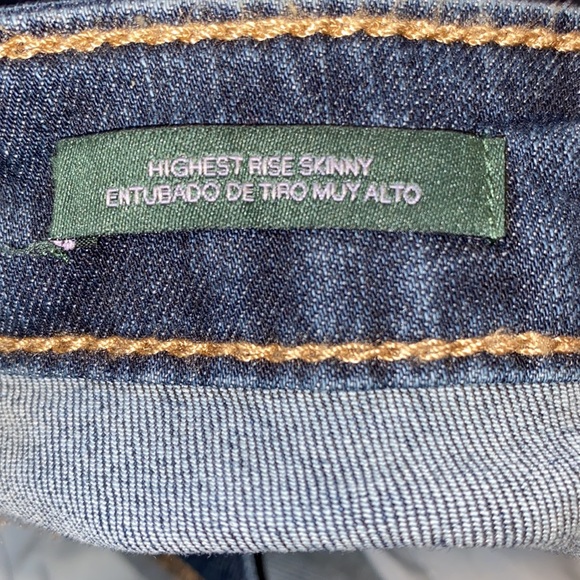 HIGHEST RISE SKINNY
ENTUBADO DE TIRO MUY ALTO